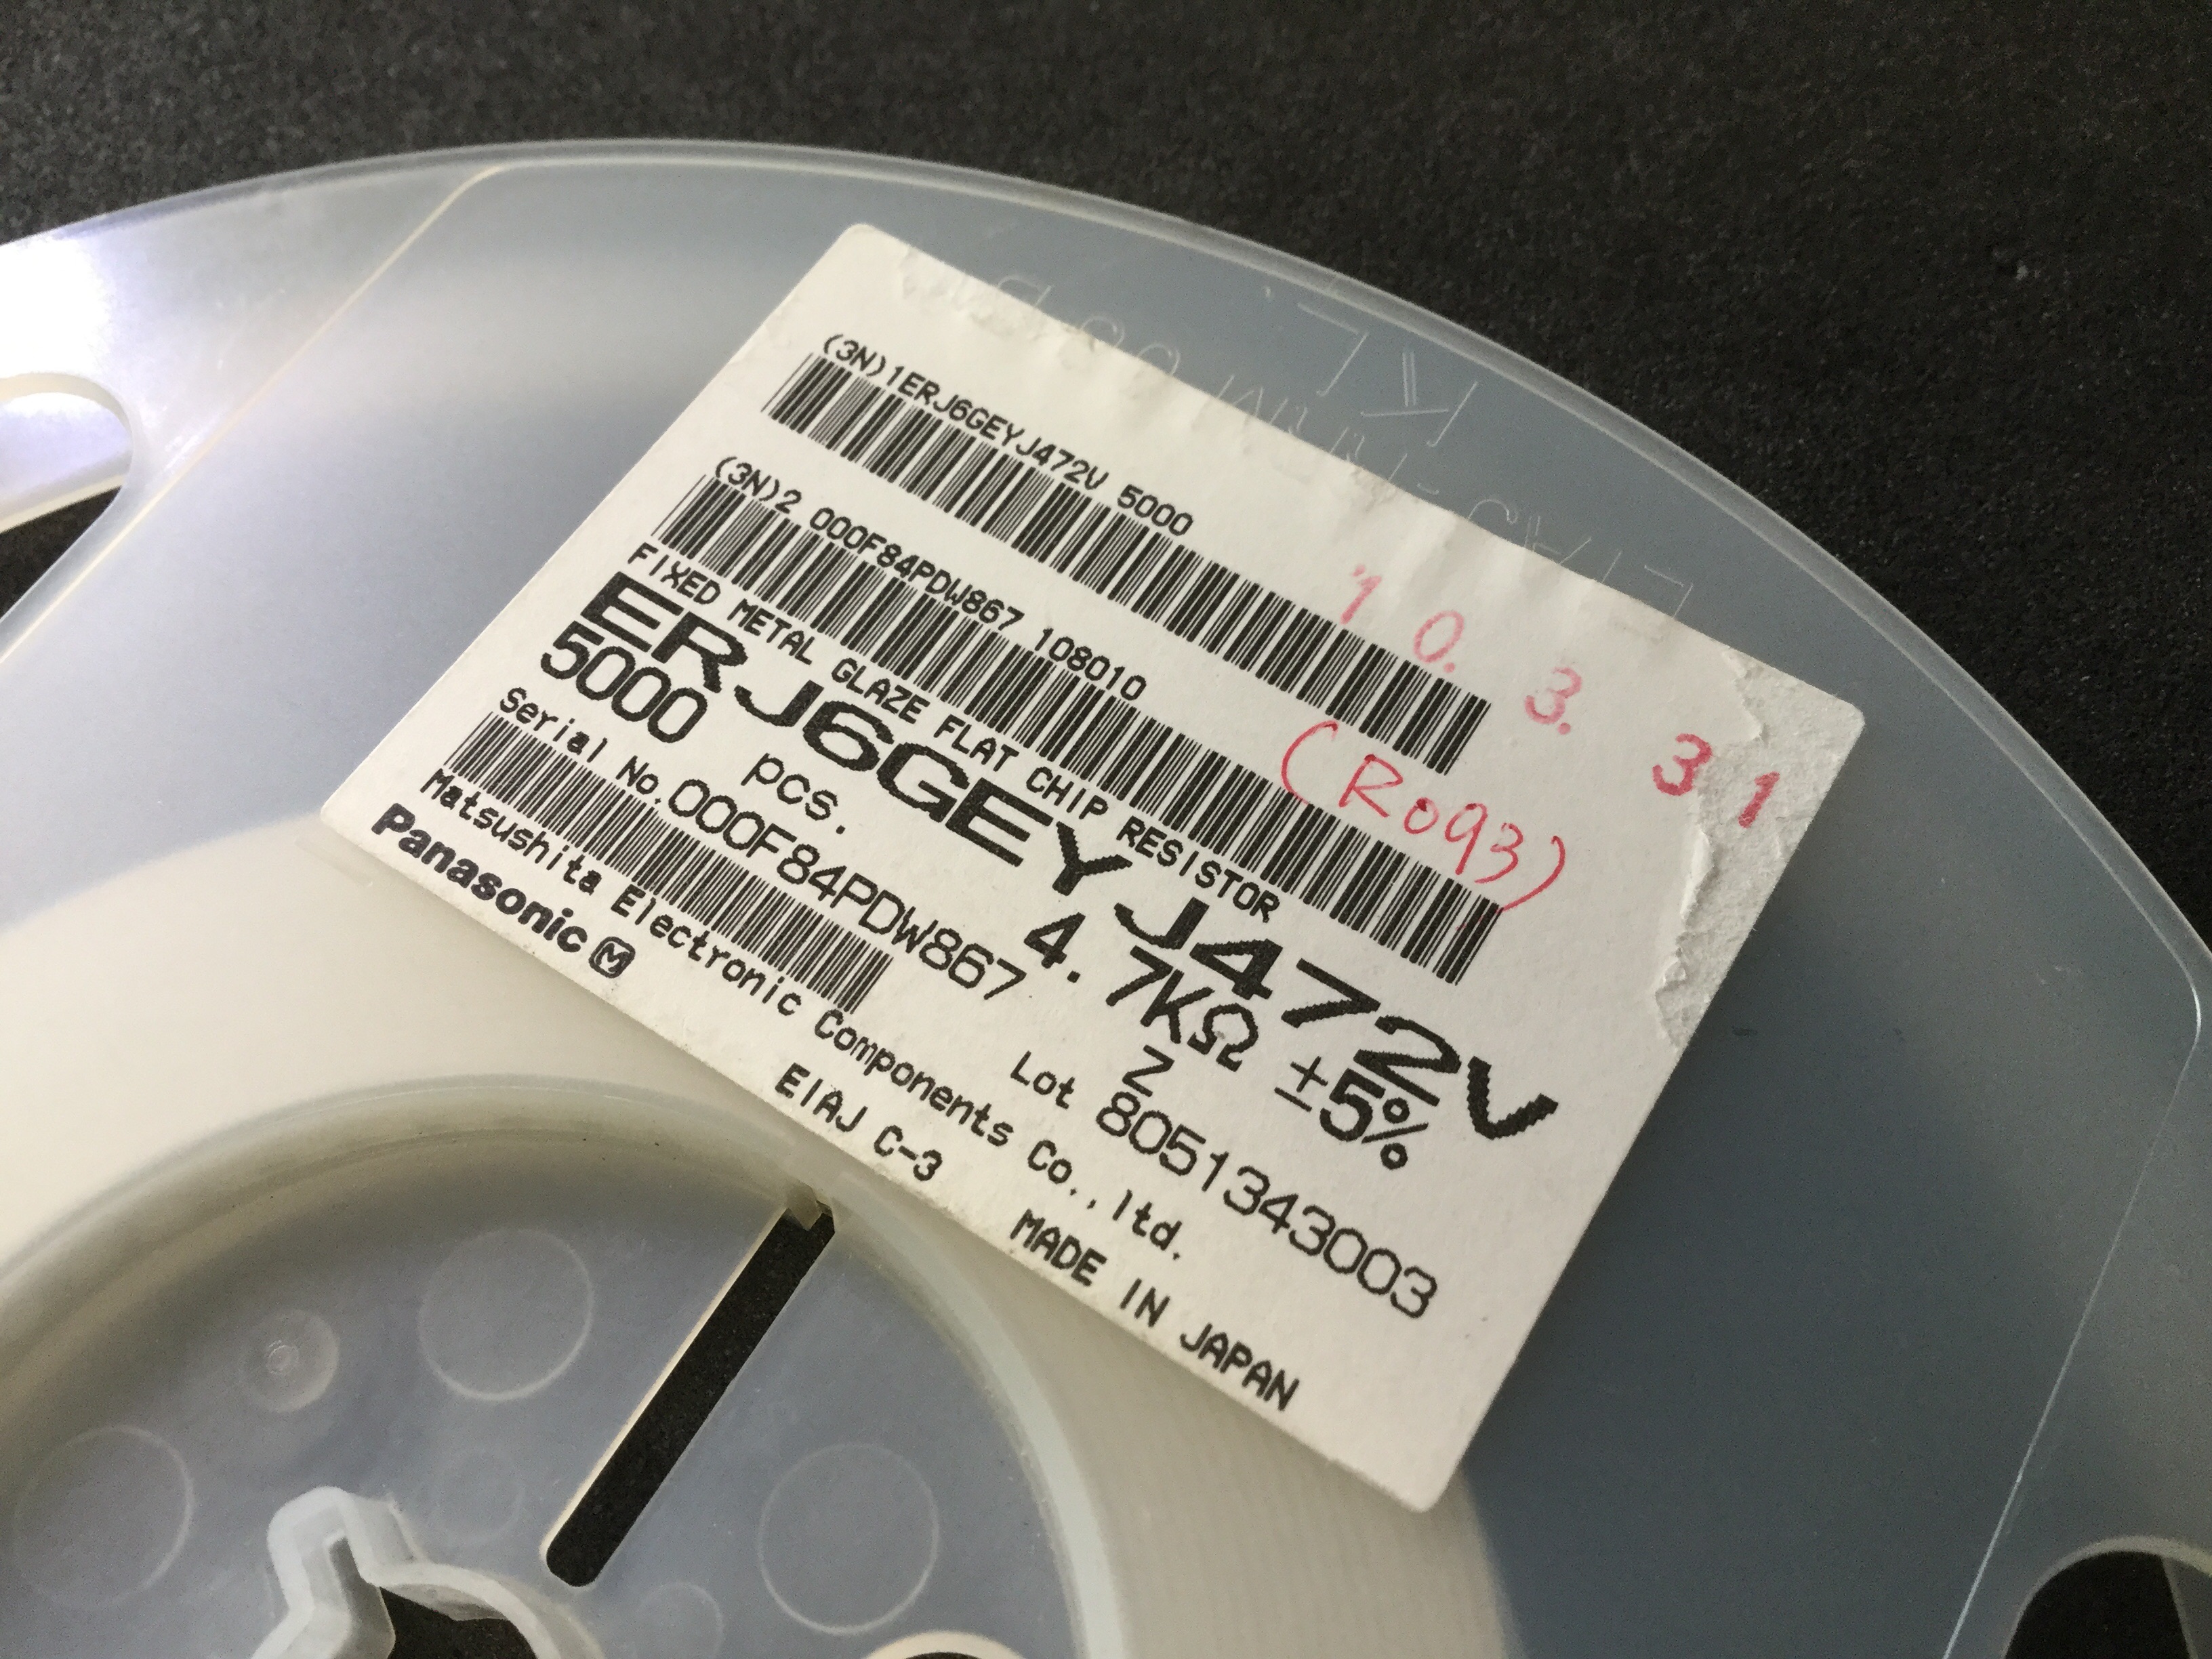 (3N)1ERJ6GEYJ472V 5000
'10. 3. 31
(3N)2 000F84PDW867 108010
(R093)
FIXED METAL GLAZE FLAT CHIP RESISTOR
ERJ6GEYJ472V
5000 pcs. 4.7KΩ ±5%
Z
Serial No.000F84PDW867 Lot 8051343003
Matsushita Electronic Components Co.,ltd.
Panasonic M EIAJ C-3 MADE IN JAPAN